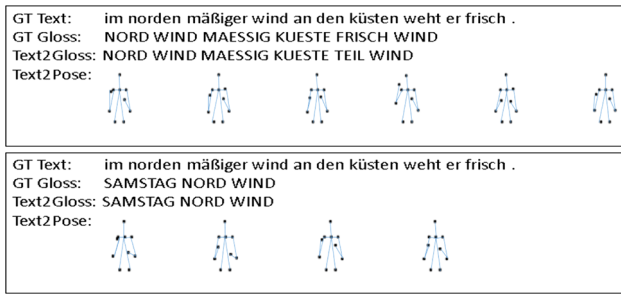 GT Text: im norden mäßiger wind an den küsten weht er frisch .
GT Gloss: NORD WIND MAESSIG KUESTE FRISCH WIND
Text2Gloss: NORD WIND MAESSIG KUESTE TEIL WIND
Text2Pose:
GT Text: im norden mäßiger wind an den küsten weht er frisch .
GT Gloss: SAMSTAG NORD WIND
Text2Gloss: SAMSTAG NORD WIND
Text2Pose: